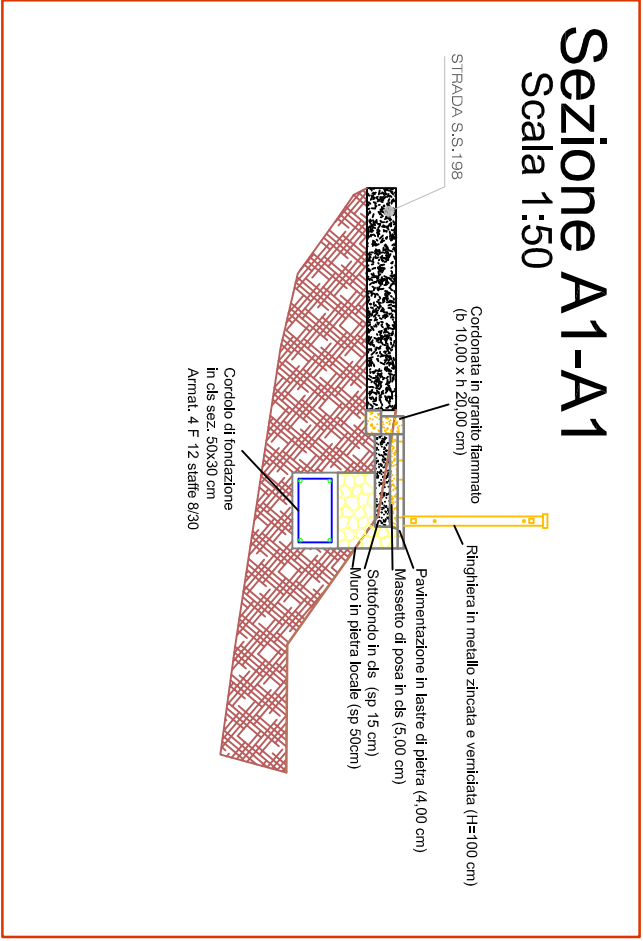 Sezione A1-A1
Scala 1:50
STRADA S.S.198
Cordonata in granito fiammato
(b 10,00 x h 20,00 cm)
Ringhiera in metallo zincata e verniciata (H=100 cm)
Pavimentazione in lastre di pietra (4,00 cm)
Massetto di posa in cls (5,00 cm)
Sottofondo in cls (sp 15 cm)
Muro in pietra locale (sp 50cm)
Cordolo di fondazione
in cls sez. 50x30 cm
Armat. 4 F 12 staffe 8/30